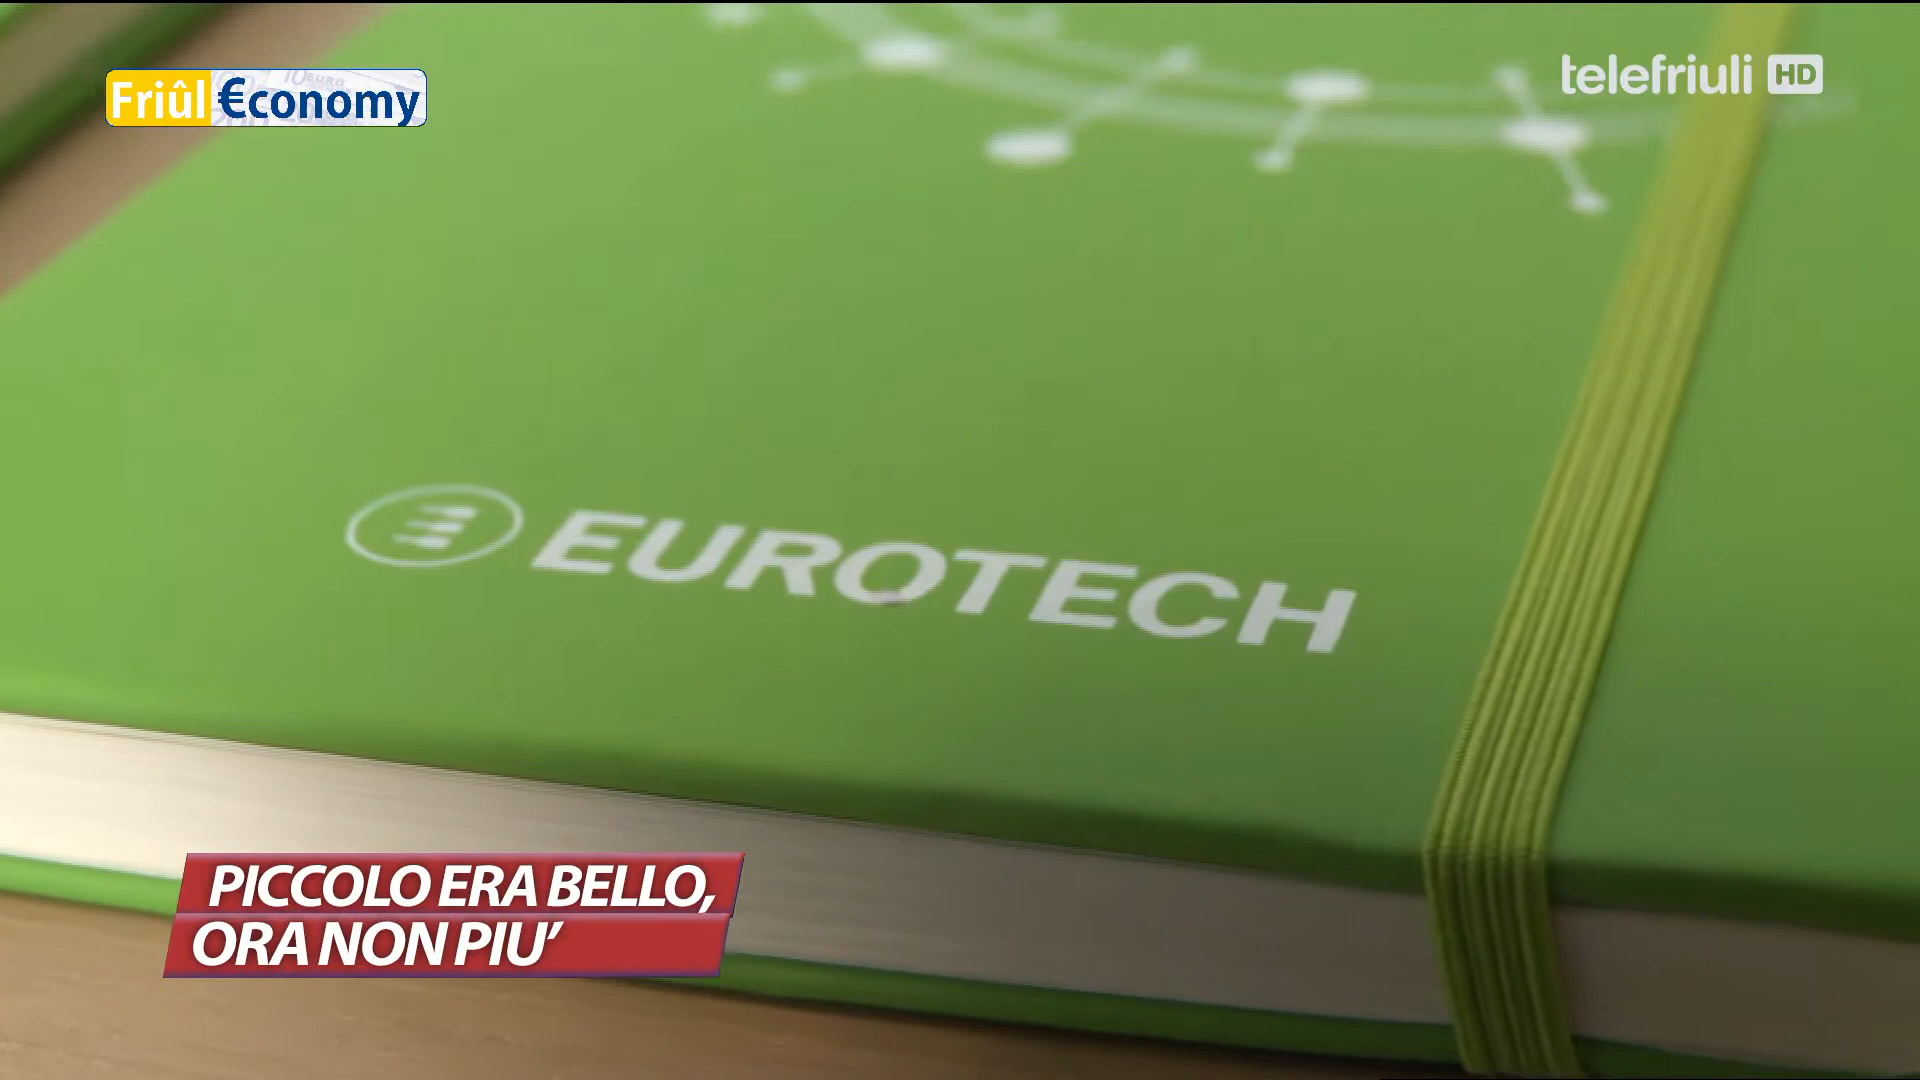 Friûl €conomy
telefriuli HD
EUROTECH
PICCOLO ERA BELLO,
ORA NON PIU’